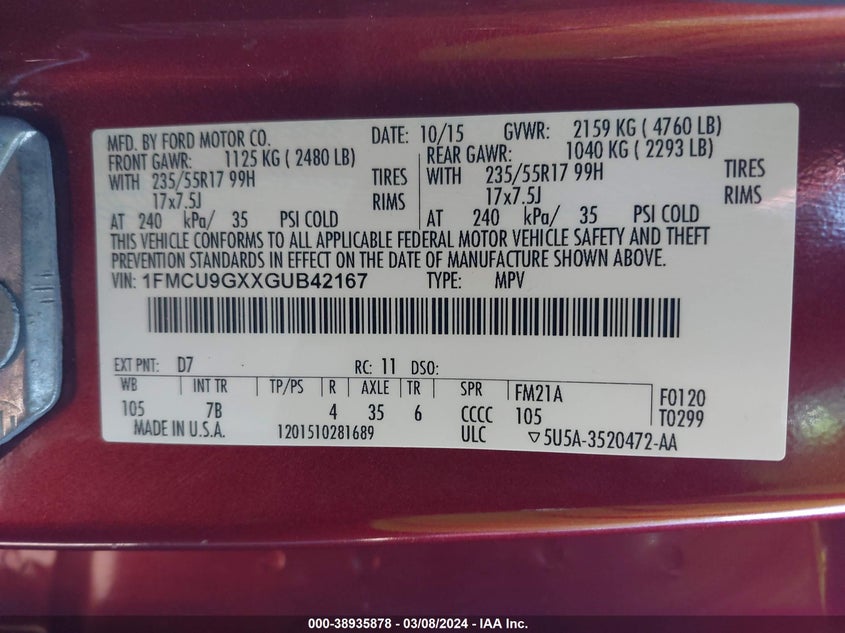 MFD. BY FORD MOTOR CO. DATE: 10/15 GVWR: 2159 KG ( 4760 LB)
FRONT GAWR: 1125 KG ( 2480 LB) REAR GAWR: 1040 KG ( 2293 LB)
WITH 235/55R17 99H TIRES WITH 235/55R17 99H TIRES
17x7.5J RIMS 17x7.5J RIMS
AT 240 kPa/ 35 PSI COLD AT 240 kPa/ 35 PSI COLD
THIS VEHICLE CONFORMS TO ALL APPLICABLE FEDERAL MOTOR VEHICLE SAFETY AND THEFT
PREVENTION STANDARDS IN EFFECT ON THE DATE OF MANUFACTURE SHOWN ABOVE.
VIN: 1FMCU9GXXGUB42167 TYPE: MPV
EXT PNT: D7 RC: 11 DSO:
WB INT TR TP/PS R AXLE TR SPR FM21A F0120
105 7B 4 35 6 CCCC 105 T0299
MADE IN U.S.A. 1201510281689 ULC ▽5U5A-3520472-AA
000-38935878 - 03/08/2024 - IAA Inc.